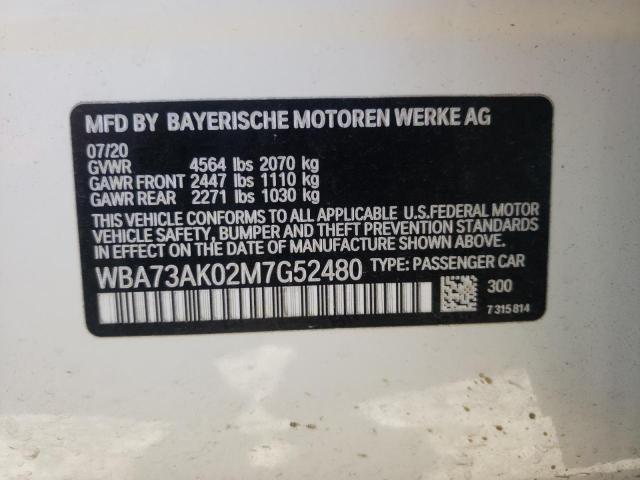 MFD BY BAYERISCHE MOTOREN WERKE AG
07/20
GVWR 4564 lbs 2070 kg
GAWR FRONT 2447 lbs 1110 kg
GAWR REAR 2271 lbs 1030 kg
THIS VEHICLE CONFORMS TO ALL APPLICABLE U.S.FEDERAL MOTOR
VEHICLE SAFETY, BUMPER AND THEFT PREVENTION STANDARDS
IN EFFECT ON THE DATE OF MANUFACTURE SHOWN ABOVE.
WBA73AK02M7G52480 TYPE: PASSENGER CAR
300
7315814